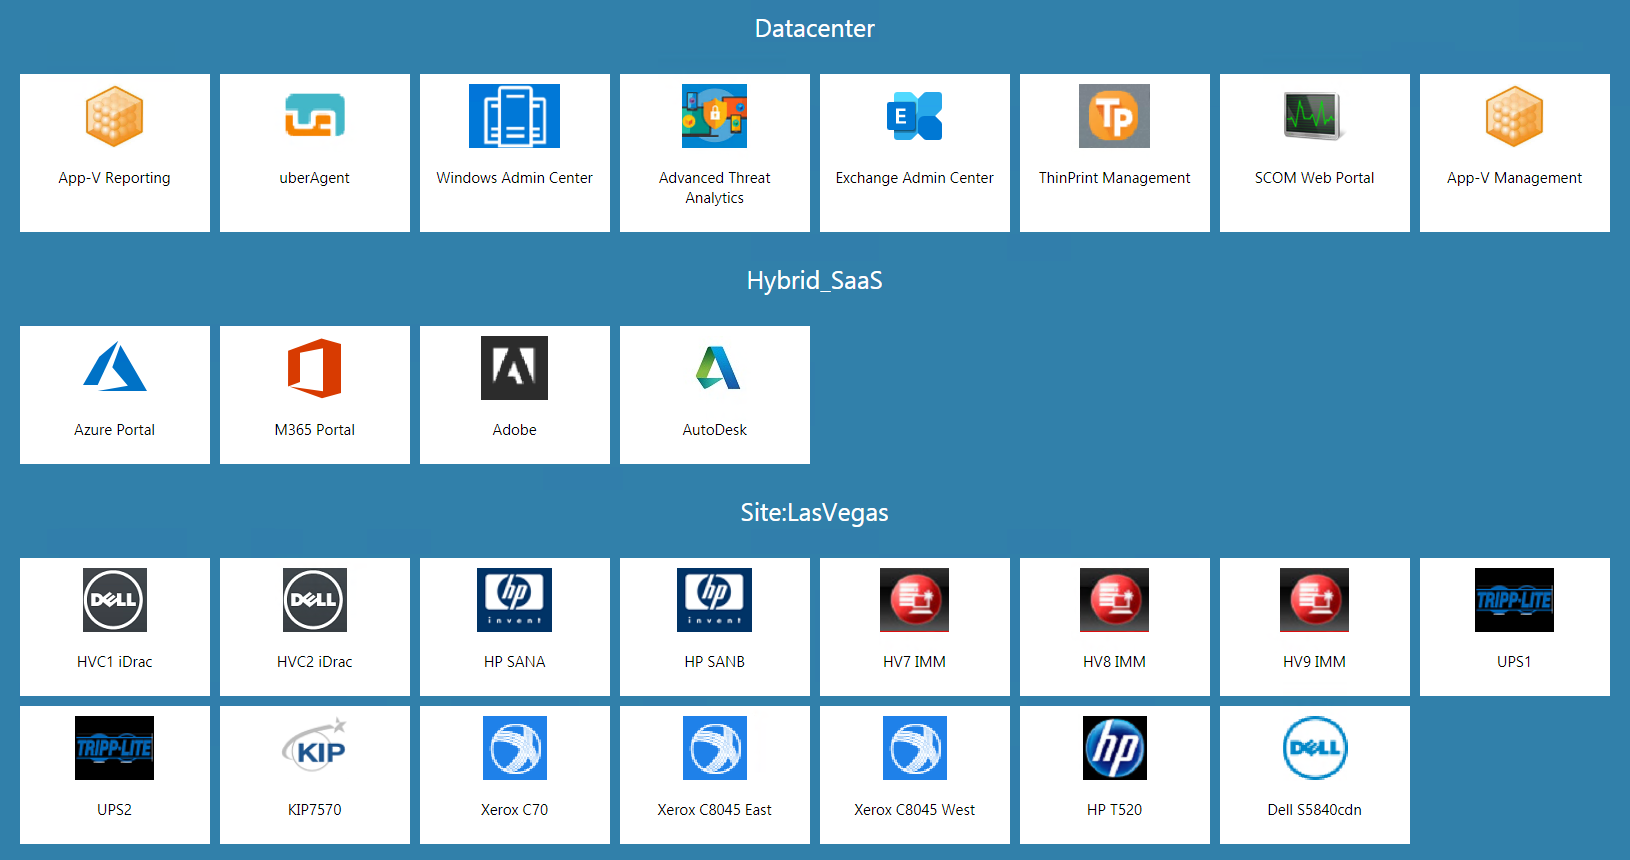 Datacenter
App-V Reporting
uberAgent
Windows Admin Center
Advanced Threat
Analytics
E
Exchange Admin Center
Tp
ThinPrint Management
SCOM Web Portal
App-V Management
Hybrid_SaaS
Azure Portal
M365 Portal
Adobe
AutoDesk
Site:LasVegas
DELL
HVC1 iDrac
DELL
HVC2 iDrac
hp
invent
HP SANA
hp
invent
HP SANB
HV7 IMM
HV8 IMM
HV9 IMM
TRIPP·LITE
UPS1
TRIPP·LITE
UPS2
KIP
KIP7570
Xerox C70
Xerox C8045 East
Xerox C8045 West
hp
HP T520
DELL
Dell S5840cdn